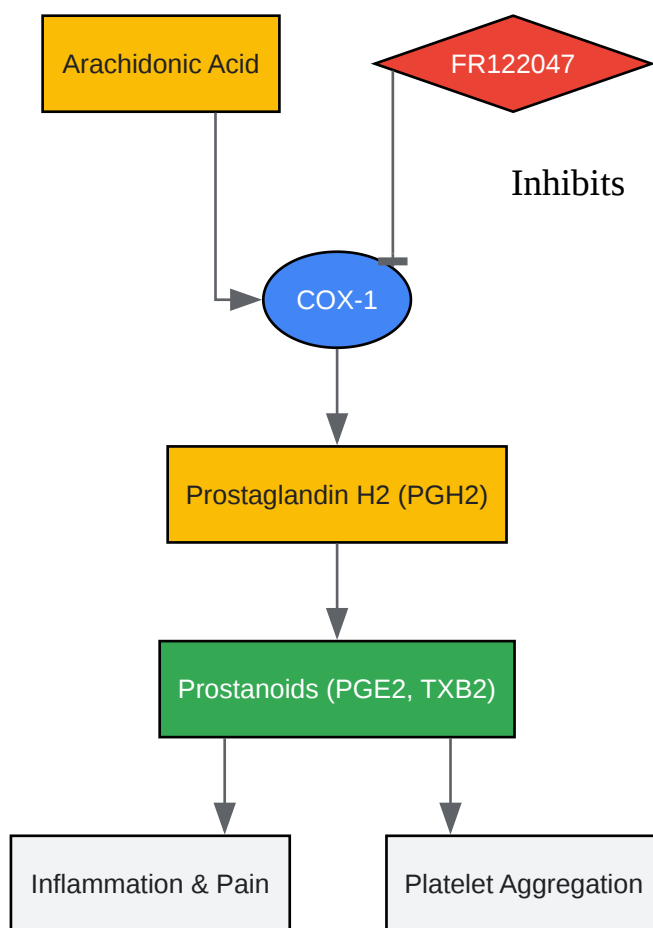 Arachidonic Acid
FR122047
Inhibits
COX-1
Prostaglandin H2 (PGH2)
Prostanoids (PGE2, TXB2)
Inflammation & Pain
Platelet Aggregation